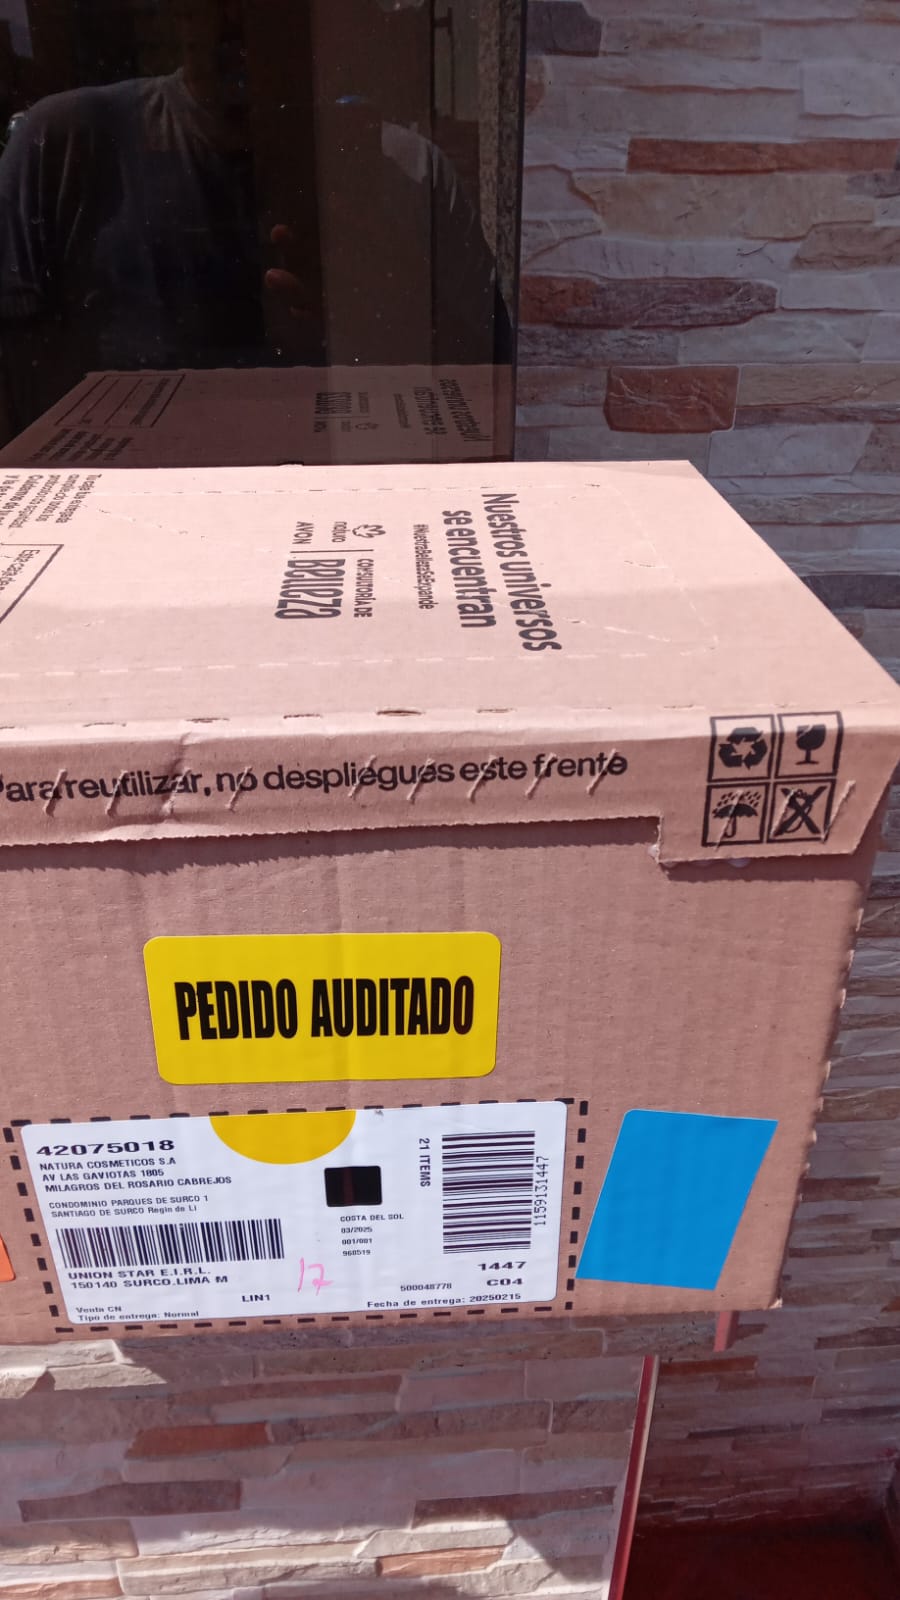 Nuestros universos
se encuentran
#NuestraBellezaSeExpande
natura
AVON
CONSULTORÍA DE
Belleza
Para reutilizar, no despliegues este frente
PEDIDO AUDITADO
42075018
NATURA COSMETICOS S.A
AV LAS GAVIOTAS 1805
MILAGROS DEL ROSARIO CABREJOS
CONDOMINIO PARQUES DE SURCO 1
SANTIAGO DE SURCO Regin de Li
UNION STAR E.I.R.L.
150140 SURCO.LIMA M
LIN1
Venta CN
Tipo de entrega: Normal
17
COSTA DEL SOL
03/2025
001/001
960519
21 ITEMS
1159131447
1447
500048778
C04
Fecha de entrega: 20250215